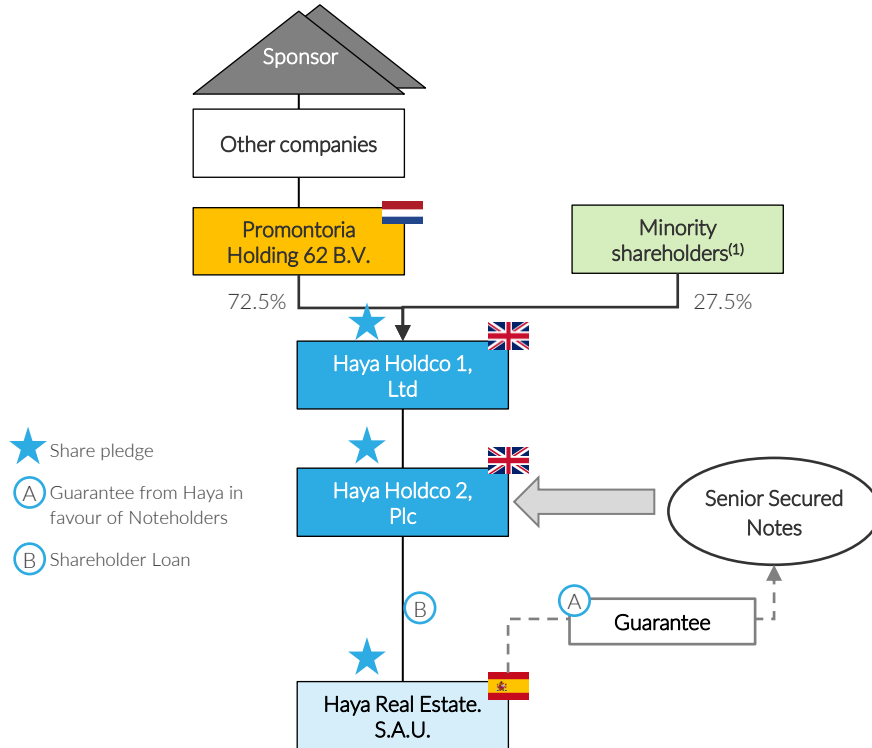 Sponsor
Other companies
Promontoria
Holding 62 B.V.
Minority
shareholders(1)
72.5%
27.5%
Haya Holdco 1,
Ltd
Share pledge
A
Guarantee from Haya in
favour of Noteholders
B
Shareholder Loan
Haya Holdco 2,
Plc
Senior Secured
Notes
B
A
Guarantee
Haya Real Estate.
S.A.U.